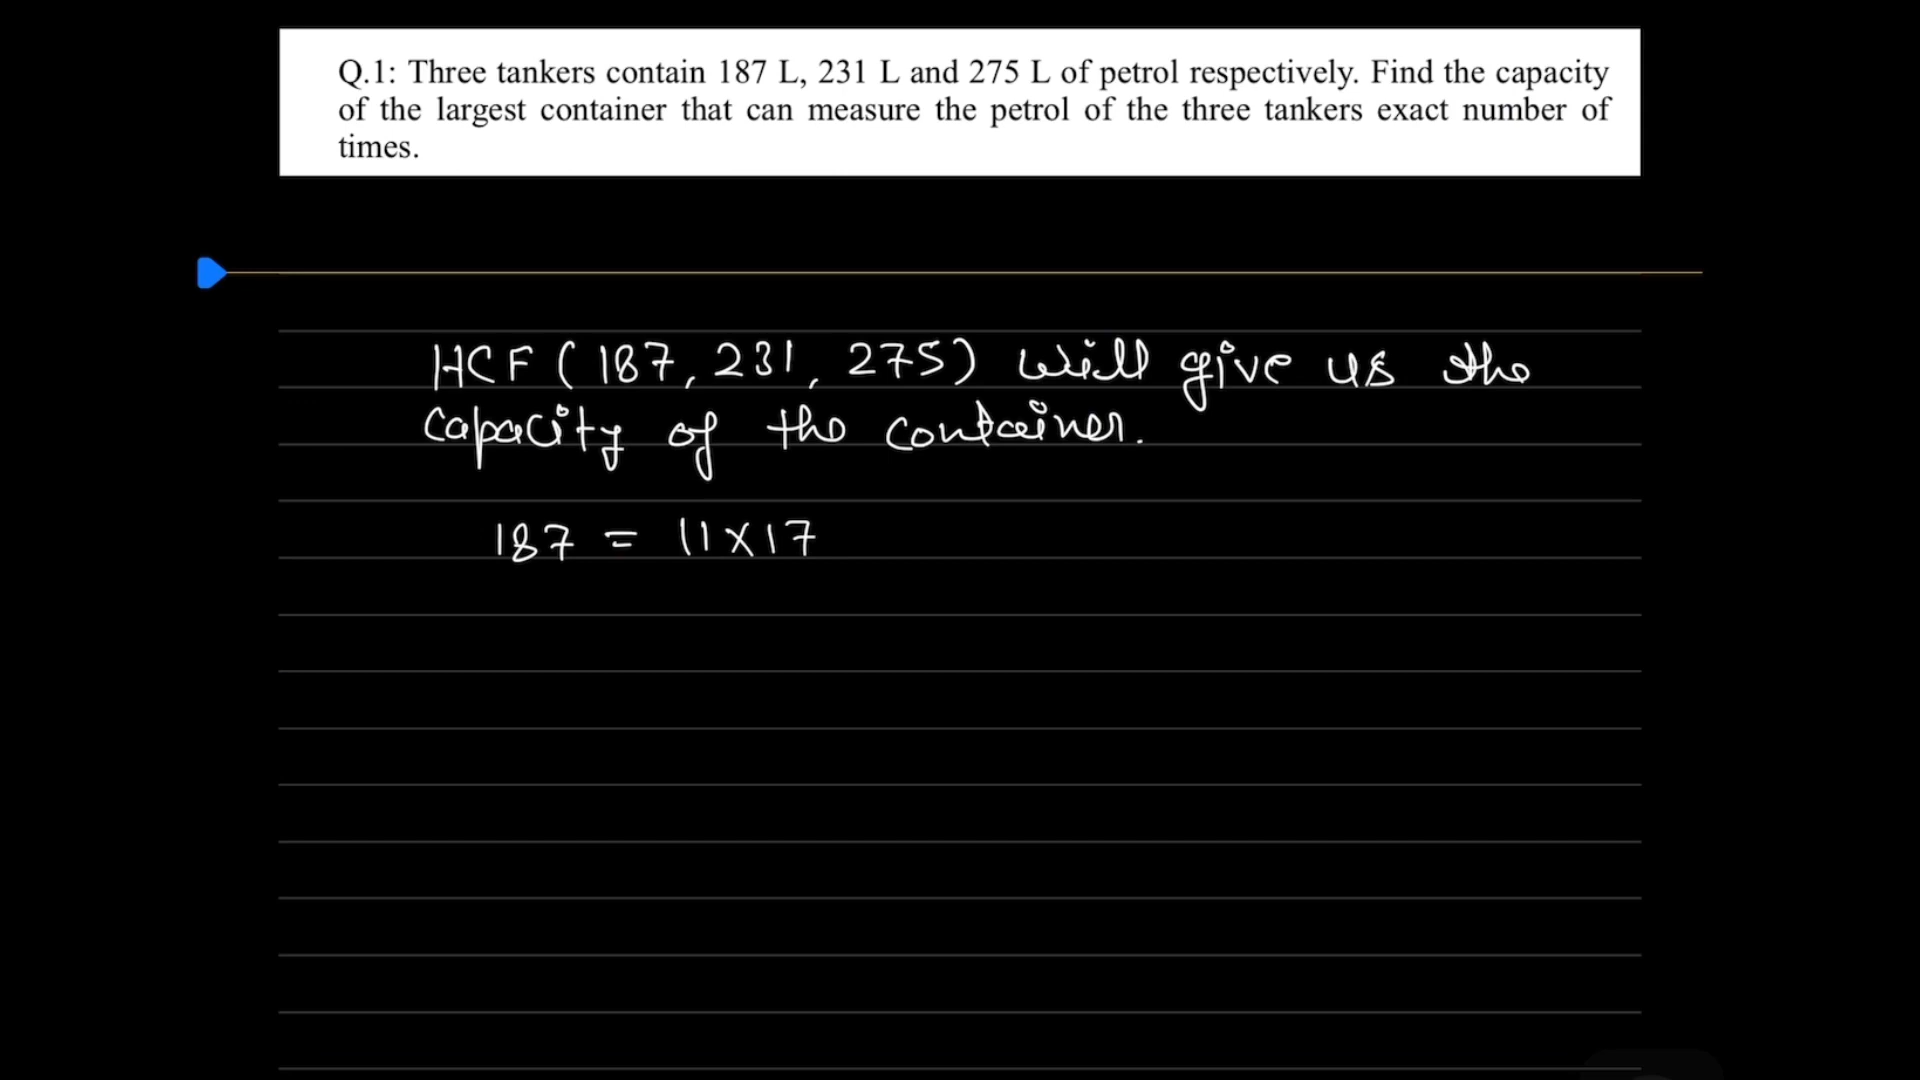 Q.1: Three tankers contain 187 L, 231 L and 275 L of petrol respectively. Find the capacity
of the largest container that can measure the petrol of the three tankers exact number of
times.
HCF (187, 231, 275) will give us the
capacity of the container.
187 = 11 × 17